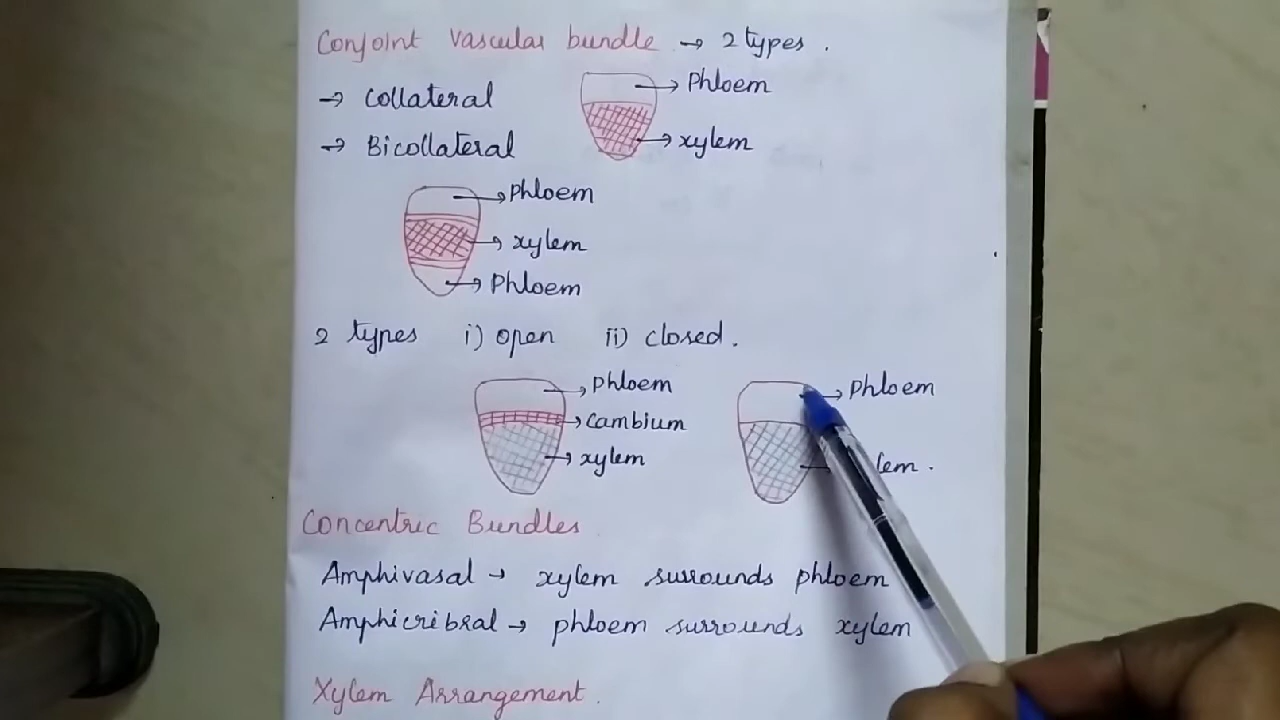 Conjoint vascular bundle → 2 types.
→ Collateral
Phloem
xylem
→ Bicollateral
Phloem
xylem
Phloem
2 types i) open ii) closed.
Phloem
Cambium
xylem
Phloem
Concentric Bundles
Amphivasal → xylem surrounds phloem
Amphicribral → phloem surrounds xylem
Xylem Arrangement.